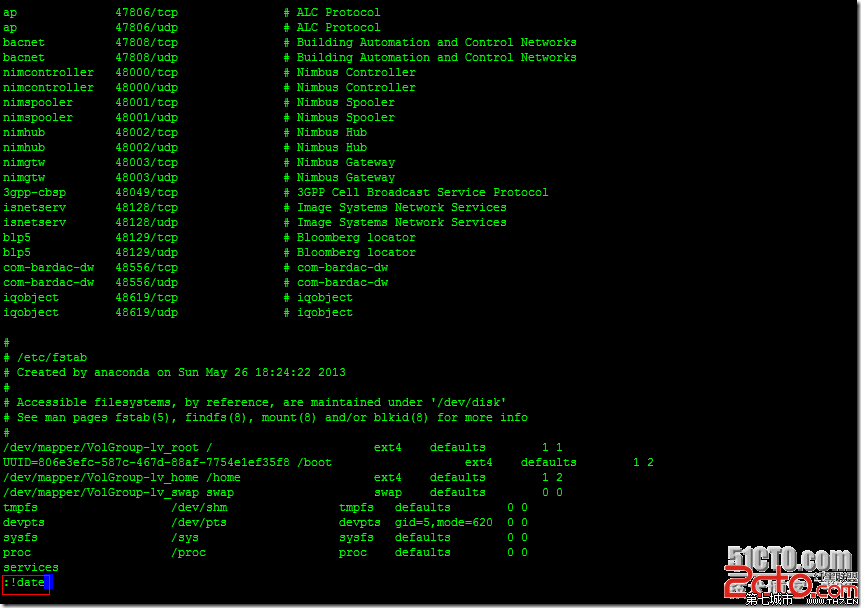 ap 47806/tcp # ALC Protocol
ap 47806/udp # ALC Protocol
bacnet 47808/tcp # Building Automation and Control Networks
bacnet 47808/udp # Building Automation and Control Networks
nimcontroller 48000/tcp # Nimbus Controller
nimcontroller 48000/udp # Nimbus Controller
nimspooler 48001/tcp # Nimbus Spooler
nimspooler 48001/udp # Nimbus Spooler
nimhub 48002/tcp # Nimbus Hub
nimhub 48002/udp # Nimbus Hub
nimgtw 48003/tcp # Nimbus Gateway
nimgtw 48003/udp # Nimbus Gateway
3gpp-cbsp 48049/tcp # 3GPP Cell Broadcast Service Protocol
isnetserv 48128/tcp # Image Systems Network Services
isnetserv 48128/udp # Image Systems Network Services
blp5 48129/tcp # Bloomberg locator
blp5 48129/udp # Bloomberg locator
com-bardac-dw 48556/tcp # com-bardac-dw
com-bardac-dw 48556/udp # com-bardac-dw
iqobject 48619/tcp # iqobject
iqobject 48619/udp # iqobject
#
# /etc/fstab
# Created by anaconda on Sun May 26 18:24:22 2013
#
# Accessible filesystems, by reference, are maintained under '/dev/disk'
# See man pages fstab(5), findfs(8), mount(8) and/or blkid(8) for more info
#
/dev/mapper/VolGroup-lv_root / ext4 defaults 1 1
UUID=806e3efc-587c-467d-88af-7754e1ef35f8 /boot ext4 defaults 1 2
/dev/mapper/VolGroup-lv_home /home ext4 defaults 1 2
/dev/mapper/VolGroup-lv_swap swap swap defaults 0 0
tmpfs /dev/shm tmpfs defaults 0 0
devpts /dev/pts devpts gid=5,mode=620 0 0
sysfs /sys sysfs defaults 0 0
proc /proc proc defaults 0 0
services
:!date
51CTO.com
2cto.com
第七城市 www.TH7.CN